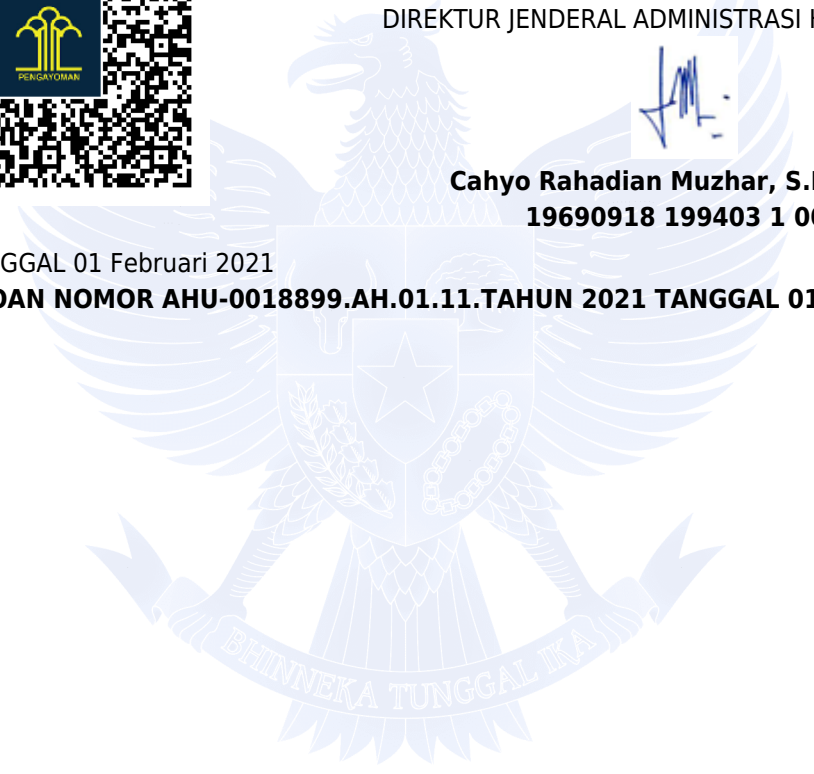 PENGAYOMAN
DIREKTUR JENDERAL ADMINISTRASI
Cahyo Rahadian Muzhar, S.
19690918 199403 1
GGAL 01 Februari 2021
DAN NOMOR AHU-0018899.AH.01.11.TAHUN 2021 TANGGAL 01
BHINNEKA TUNGGAL IKA